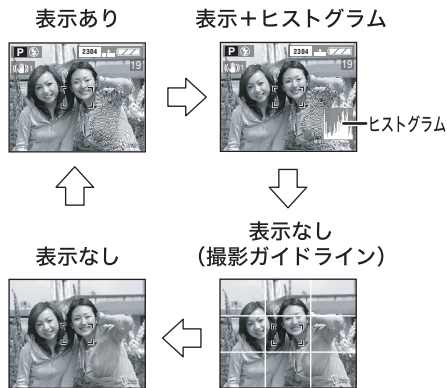 表示あり
表示＋ヒストグラム
P 2304
19
P 2304
19
ヒストグラム
表示なし
表示なし
（撮影ガイドライン）